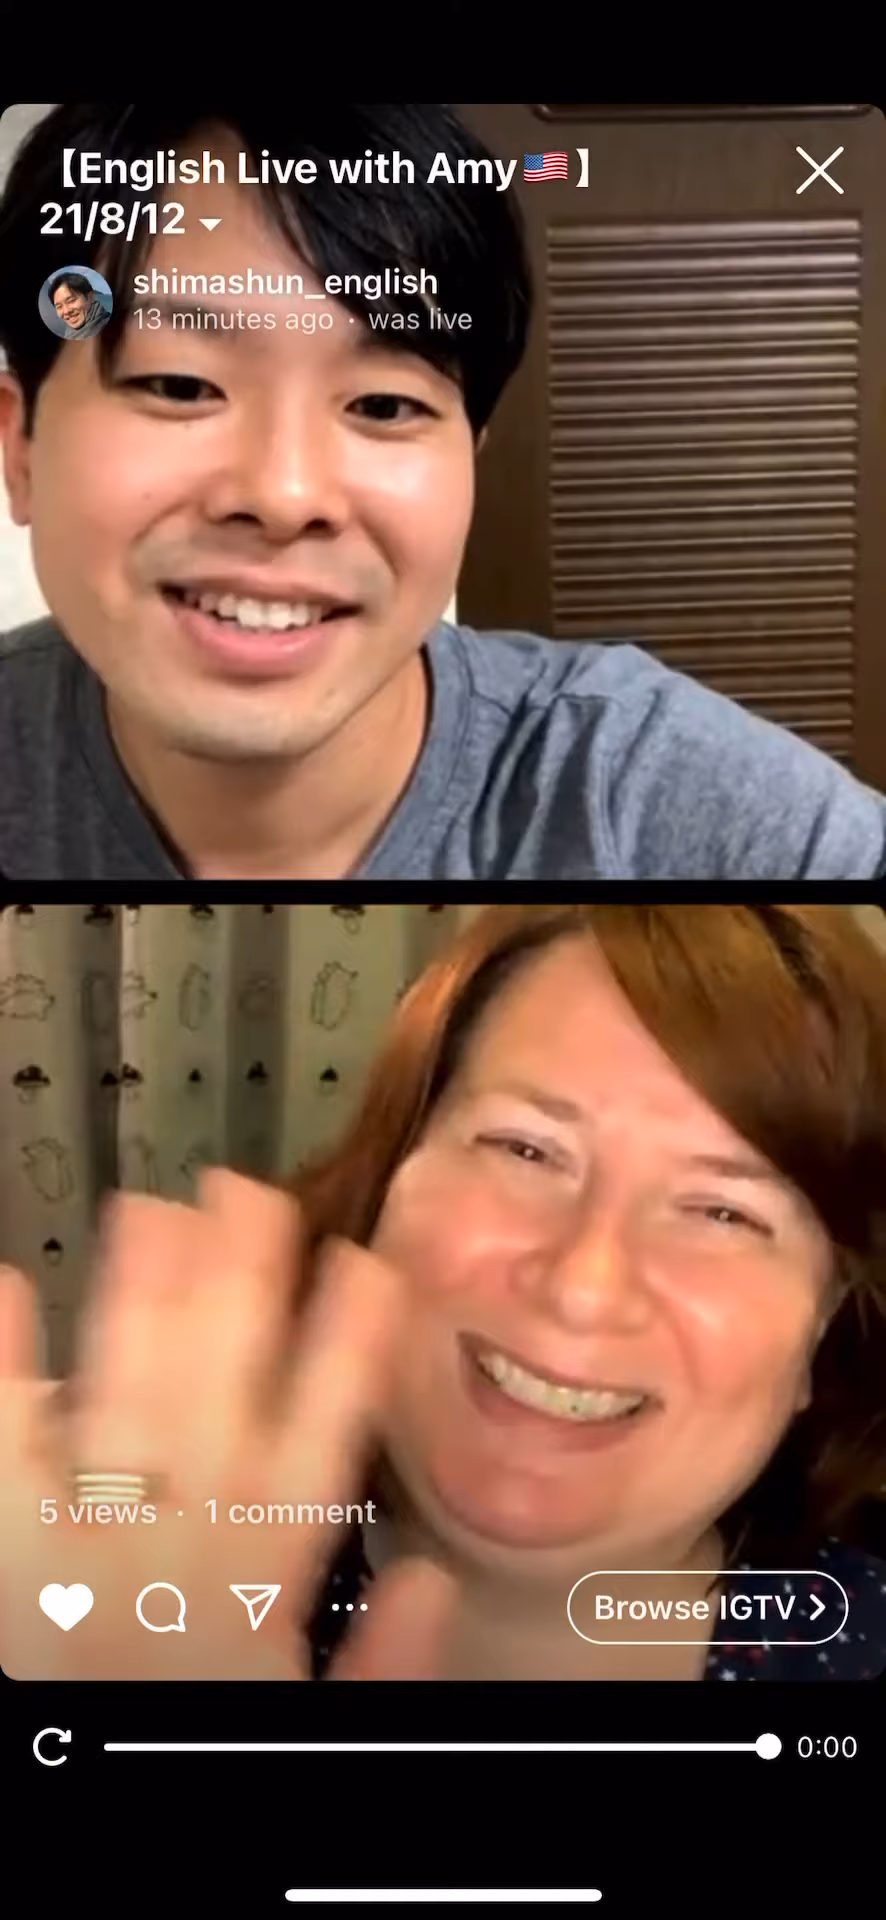 【English Live with Amy🇺🇸】
21/8/12
shimashun_english
13 minutes ago · was live
5 views · 1 comment
Browse IGTV
0:00